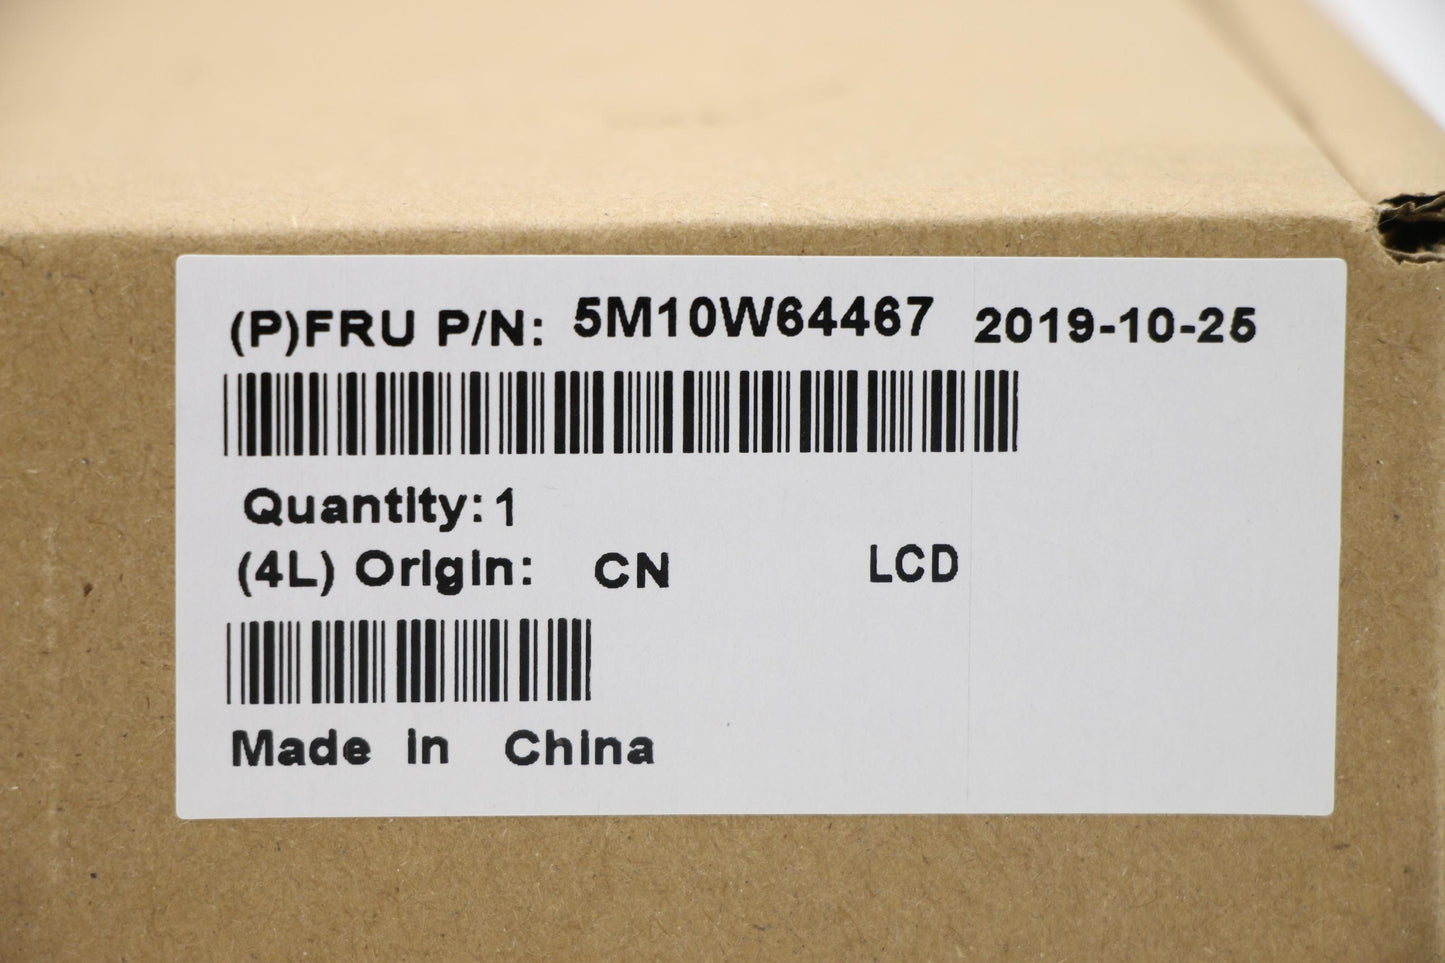 (P)FRU P/N: 5M10W64467 2019-10-25
Quantity: 1
(4L) Origin: CN LCD
Made in China